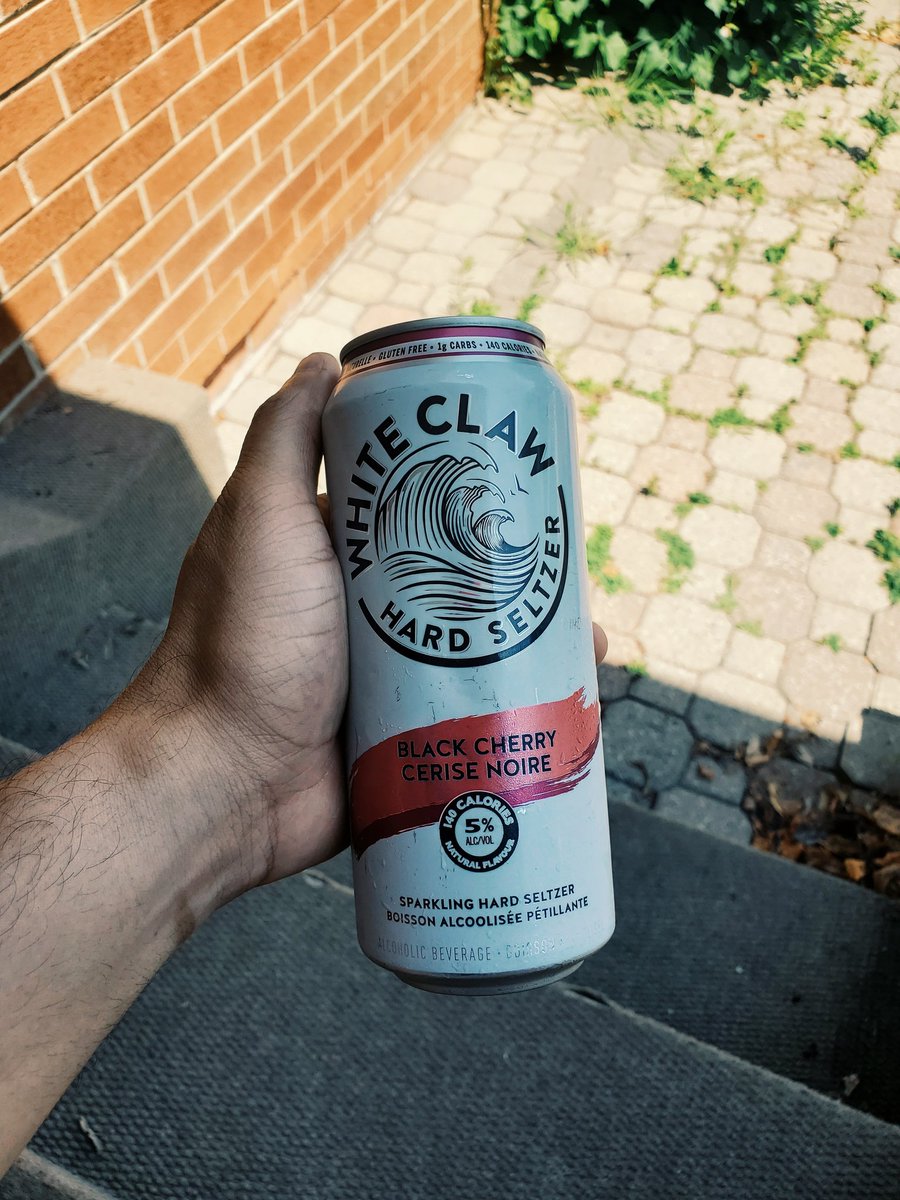 GLUTEN FREE • 1g CARBS • 140 CALORIES •
WHITE CLAW
HARD SELTZER
BLACK CHERRY
CERISE NOIRE
140 CALORIES
5%
ALC/VOL
NATURAL FLAVOUR
SPARKLING HARD SELTZER
BOISSON ALCOOLISÉE PÉTILLANTE
ALCOHOLIC BEVERAGE •